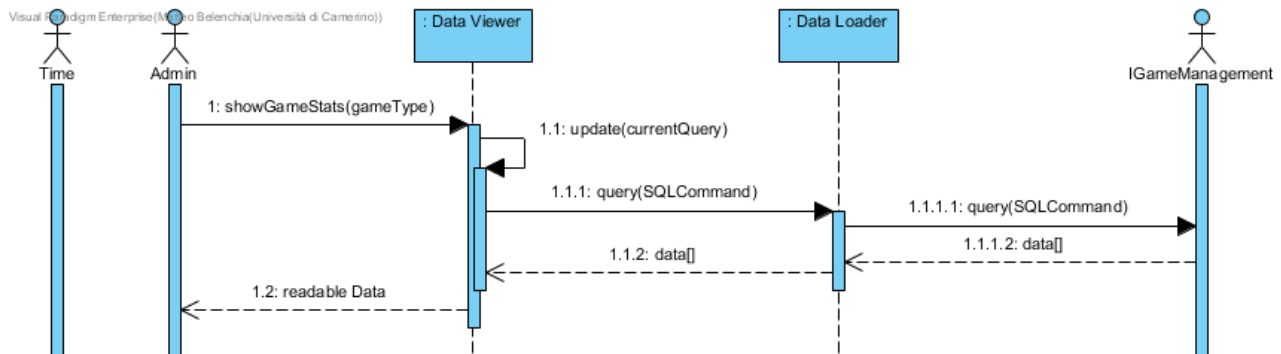 Visual Paradigm Enterprise(Matteo Belenchia(Università di Camerino))
: Data Viewer
: Data Loader
Time
Admin
IGameManagement
1: showGameStats(gameType)
1.1: update(currentQuery)
1.1.1: query(SQLCommand)
1.1.1.1: query(SQLCommand)
1.1.1.2: data[]
1.1.2: data[]
1.2: readable Data